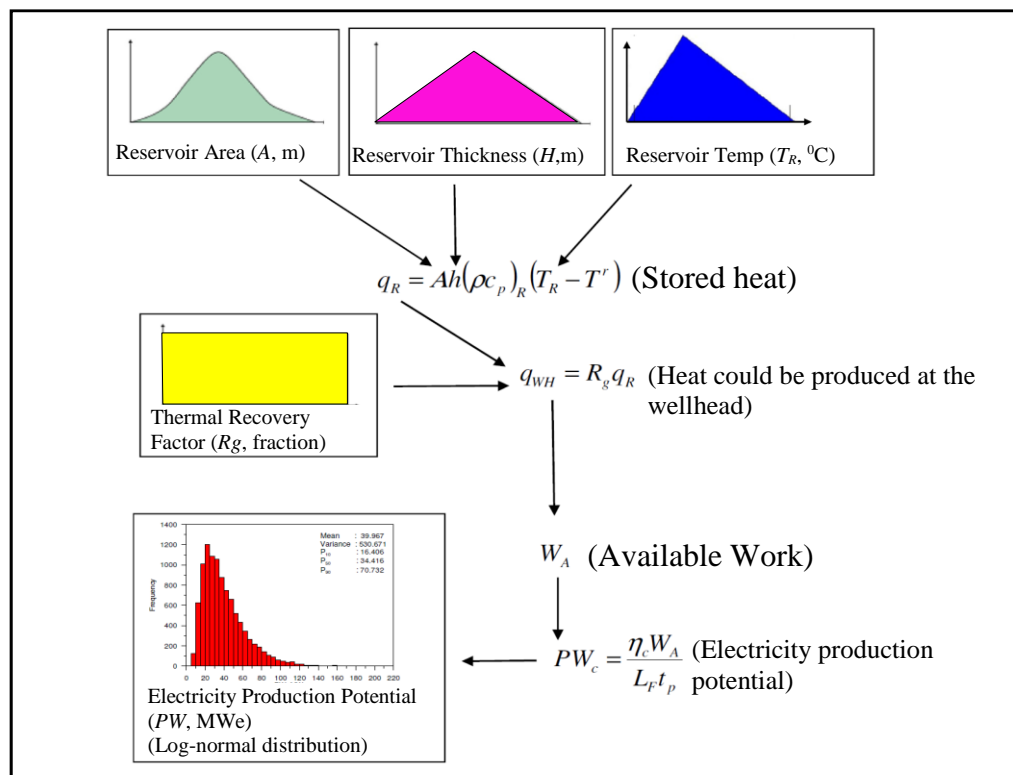 Reservoir Area (A, m)
Reservoir Thickness (H,m)
Reservoir Temp (T_R, ⁰C)
q_R = Ah(ρc_p)_R(T_R − T^r) (Stored heat)
Thermal Recovery
Factor (Rg, fraction)
q_WH = R_g q_R (Heat could be produced at the
wellhead)
W_A (Available Work)
PW_c = η_c W_A / L_F t_p (Electricity production
potential)
1400
1200
1000
800
600
400
200
0
Frequency
Mean : 39.967
Variance : 530.671
P₁₀ : 16.406
P₅₀ : 34.416
P₉₀ : 70.732
0 20 40 60 80 100 120 140 160 180 200 220
Electricity Production Potential
(PW, MWe)
(Log-normal distribution)